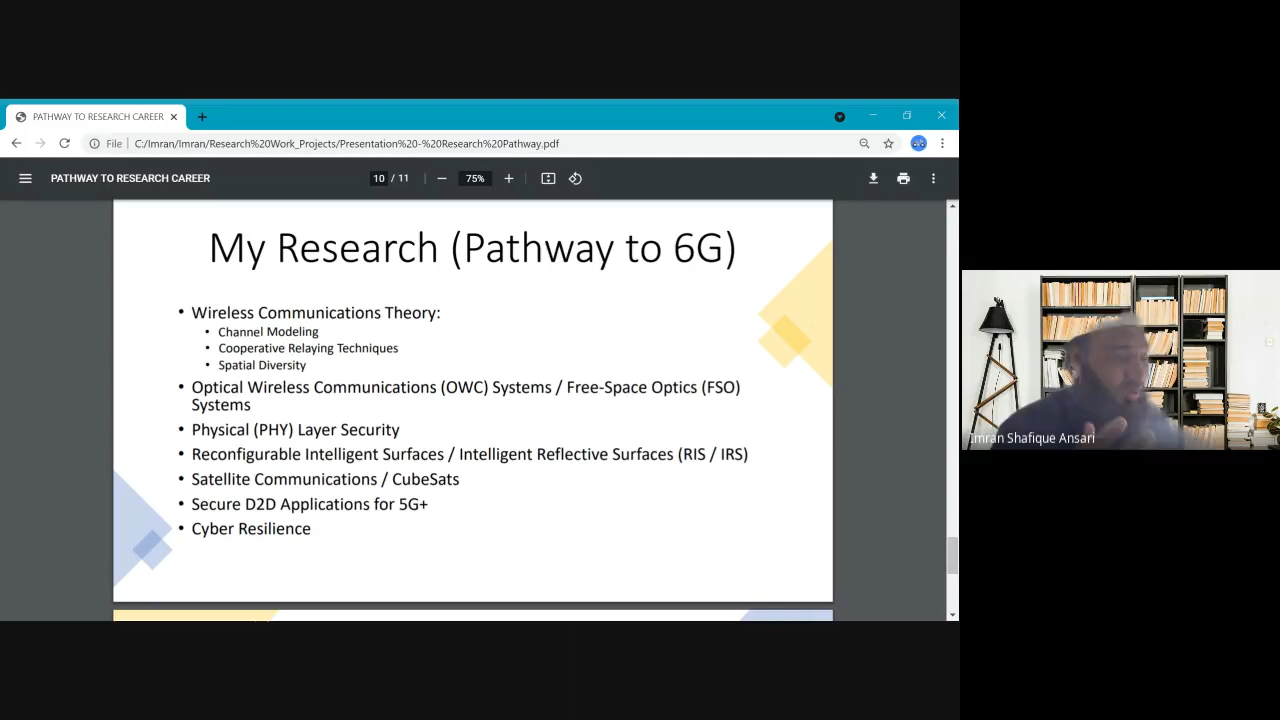 PATHWAY TO RESEARCH CAREER
File
C:/Imran/Imran/Research%20Work_Projects/Presentation%20-%20Research%20Pathway.pdf
PATHWAY TO RESEARCH CAREER
10 / 11
75%
My Research (Pathway to 6G)
• Wireless Communications Theory:
• Channel Modeling
• Cooperative Relaying Techniques
• Spatial Diversity
• Optical Wireless Communications (OWC) Systems / Free-Space Optics (FSO)
Systems
• Physical (PHY) Layer Security
• Reconfigurable Intelligent Surfaces / Intelligent Reflective Surfaces (RIS / IRS)
• Satellite Communications / CubeSats
• Secure D2D Applications for 5G+
• Cyber Resilience
Imran Shafique Ansari